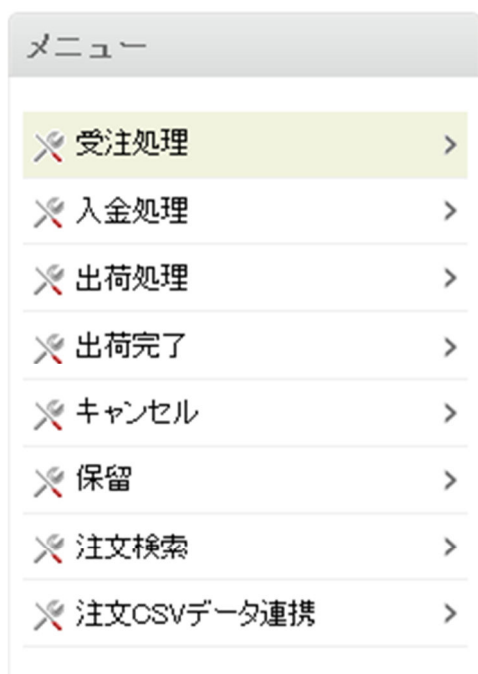 メニュー
受注処理
入金処理
出荷処理
出荷完了
キャンセル
保留
注文検索
注文CSVデータ連携